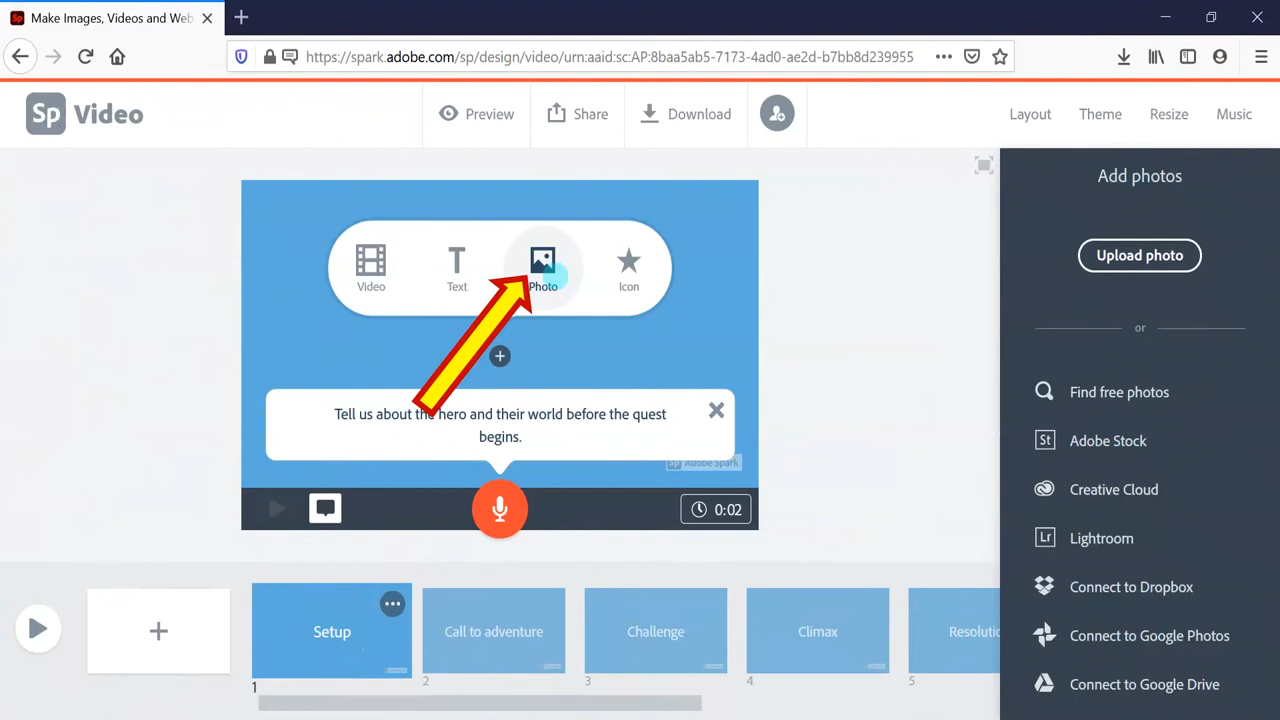 Sp Make Images, Videos and Web
https://spark.adobe.com/sp/design/video/urn:aaid:sc:AP:8baa5ab5-7173-4ad0-ae2d-b7bb8d239955
Sp Video
Preview
Share
Download
Layout
Theme
Resize
Music
Video
Text
Photo
Icon
Tell us about the hero and their world before the quest
begins.
Sp Adobe Spark
0:02
Add photos
Upload photo
or
Find free photos
St Adobe Stock
Creative Cloud
Lr Lightroom
Connect to Dropbox
Connect to Google Photos
Connect to Google Drive
Setup
Call to adventure
Challenge
Climax
Resolutio
1
2
3
4
5